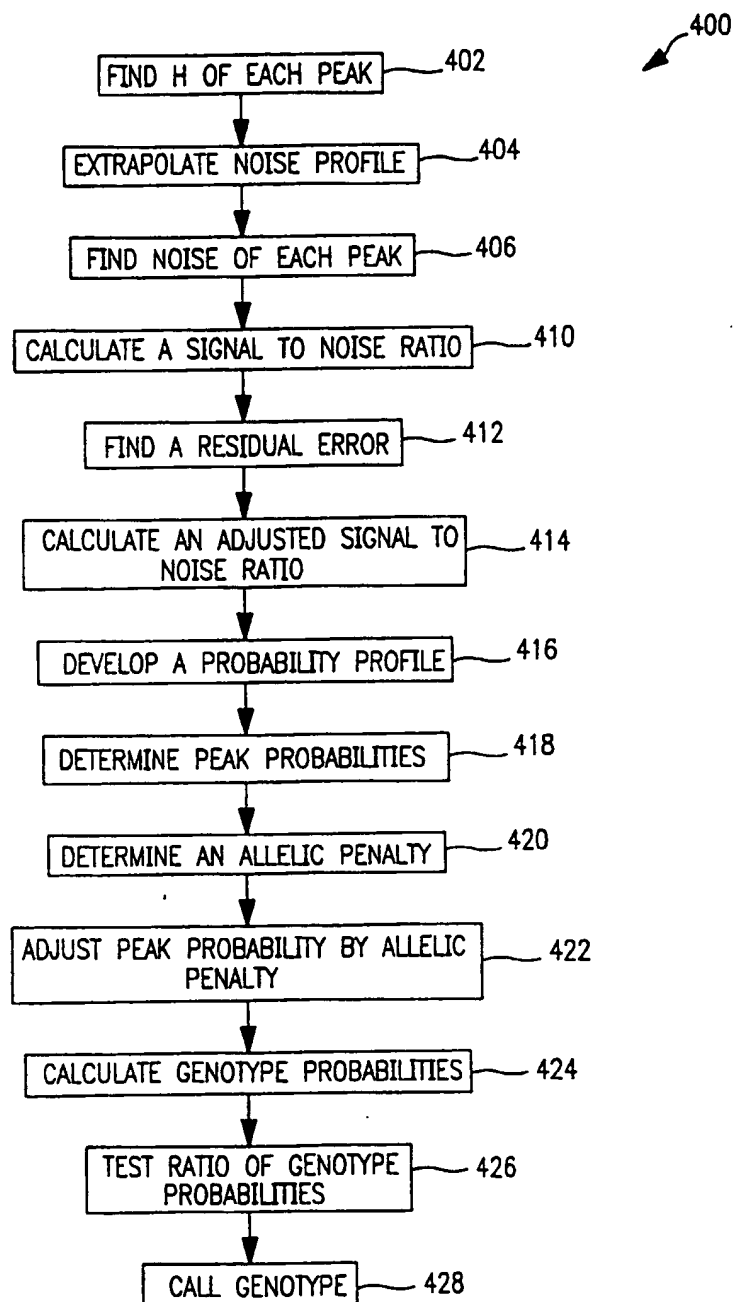 400
FIND H OF EACH PEAK 402
EXTRAPOLATE NOISE PROFILE 404
FIND NOISE OF EACH PEAK 406
CALCULATE A SIGNAL TO NOISE RATIO 410
FIND A RESIDUAL ERROR 412
CALCULATE AN ADJUSTED SIGNAL TO
NOISE RATIO
414
DEVELOP A PROBABILITY PROFILE 416
DETERMINE PEAK PROBABILITIES 418
DETERMINE AN ALLELIC PENALTY 420
ADJUST PEAK PROBABILITY BY ALLELIC
PENALTY
422
CALCULATE GENOTYPE PROBABILITIES 424
TEST RATIO OF GENOTYPE
PROBABILITIES
426
CALL GENOTYPE 428